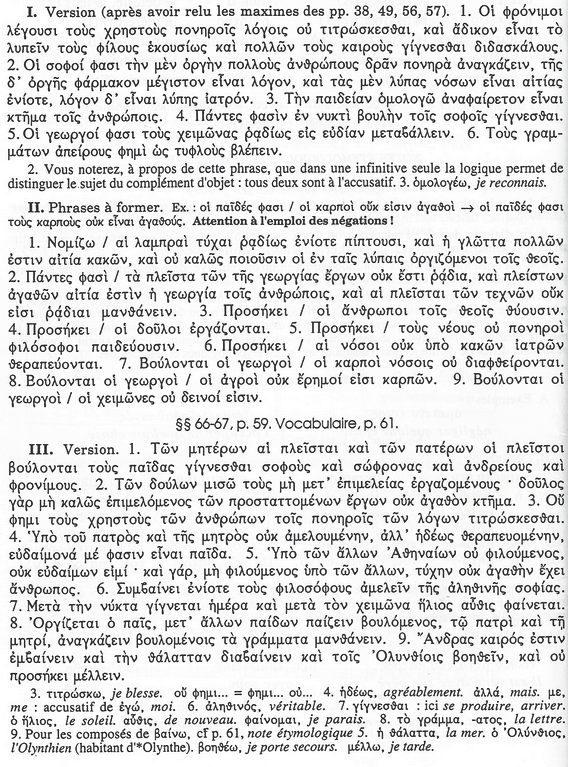 I. Version (après avoir relu les maximes des pp. 38, 49, 56, 57). 1. Οἱ φρόνιμοι
λέγουσι τοὺς χρηστοὺς πονηροῖς λόγοις οὐ τιτρώσκεσθαι, καὶ ἄδικον εἶναι τὸ
λυπεῖν τοὺς φίλους ἑκουσίως καὶ πολλῶν τοὺς καιροὺς γίγνεσθαι διδασκάλους.
2. Οἱ σοφοί φασι τὴν μὲν ὀργὴν πολλοὺς ἀνθρώπους δρᾶν πονηρὰ ἀναγκάζειν, τῆς
δ' ὀργῆς φάρμακον μέγιστον εἶναι λόγον, καὶ τὰς μὲν λύπας νόσων εἶναι αἰτίας
ἐνίοτε, λόγον δ' εἶναι λύπης ἰατρόν. 3. Τὴν παιδείαν ὁμολογῶ ἀναφαίρετον εἶναι
κτῆμα τοῖς ἀνθρώποις. 4. Πάντες φασὶν ἐν νυκτὶ βουλὴν τοῖς σοφοῖς γίγνεσθαι.
5. Οἱ γεωργοί φασι τοὺς χειμῶνας ῥᾳδίως εἰς εὐδίαν μεταβάλλειν. 6. Τοὺς γραμ-
μάτων ἀπείρους φημὶ ὡς τυφλοὺς βλέπειν.
2. Vous noterez, à propos de cette phrase, que dans une infinitive seule la logique permet de
distinguer le sujet du complément d'objet : tous deux sont à l'accusatif. 3. ὁμολογέω, je reconnais.
II. Phrases à former. Ex. : οἱ παῖδές φασι / οἱ καρποὶ οὔκ εἰσιν ἀγαθοί → οἱ παῖδές φασι
τοὺς καρποὺς οὐκ εἶναι ἀγαθούς. Attention à l'emploi des négations !
1. Νομίζω / αἱ λαμπραὶ τύχαι ῥᾳδίως ἐνίοτε πίπτουσι, καὶ ἡ γλῶττα πολλῶν
ἐστιν αἰτία κακῶν, καὶ οὐ καλῶς ποιοῦσιν οἱ ἐν ταῖς λύπαις ὀργιζόμενοι τοῖς θεοῖς.
2. Πάντες φασὶ / τὰ πλεῖστα τῶν τῆς γεωργίας ἔργων οὐκ ἔστι ῥᾴδια, καὶ πλείστων
ἀγαθῶν αἰτία ἐστὶν ἡ γεωργία τοῖς ἀνθρώποις, καὶ αἱ πλεῖσται τῶν τεχνῶν οὔκ
εἰσι ῥᾴδιαι μανθάνειν. 3. Προσήκει / οἱ ἄνθρωποι τοῖς θεοῖς θύουσιν.
4. Προσήκει / οἱ δοῦλοι ἐργάζονται. 5. Προσήκει / τοὺς νέους οὐ πονηροὶ
φιλόσοφοι παιδεύουσιν. 6. Προσήκει / αἱ νόσοι οὐκ ὑπὸ κακῶν ἰατρῶν
θεραπεύονται. 7. Βούλονται οἱ γεωργοὶ / οἱ καρποὶ νόσοις οὐ διαφθείρονται.
8. Βούλονται οἱ γεωργοὶ / οἱ ἀγροὶ οὐκ ἔρημοί εἰσι καρπῶν. 9. Βούλονται οἱ
γεωργοὶ / οἱ χειμῶνες οὐ δεινοί εἰσιν.
§§ 66-67, p. 59. Vocabulaire, p. 61.
III. Version. 1. Τῶν μητέρων αἱ πλεῖσται καὶ τῶν πατέρων οἱ πλεῖστοι
βούλονται τοὺς παῖδας γίγνεσθαι σοφοὺς καὶ σώφρονας καὶ ἀνδρείους καὶ
φρονίμους. 2. Τῶν δούλων μισῶ τοὺς μὴ μετ' ἐπιμελείας ἐργαζομένους · δοῦλος
γὰρ μὴ καλῶς ἐπιμελόμενος τῶν προσταττομένων ἔργων οὐκ ἀγαθὸν κτῆμα. 3. Οὔ
φημι τοὺς χρηστοὺς τῶν ἀνθρώπων τοῖς πονηροῖς τῶν λόγων τιτρώσκεσθαι.
4. Ὑπὸ τοῦ πατρὸς καὶ τῆς μητρὸς οὐκ ἀμελουμένην, ἀλλ' ἡδέως θεραπευομένην,
εὐδαίμονά μέ φασιν εἶναι παῖδα. 5. Ὑπὸ τῶν ἄλλων Ἀθηναίων οὐ φιλούμενος,
οὐκ εὐδαίμων εἰμί · καὶ γάρ, μὴ φιλούμενος ὑπὸ τῶν ἄλλων, τύχην οὐκ ἀγαθὴν ἔχει
ἄνθρωπος. 6. Συμβαίνει ἐνίοτε τοὺς φιλοσόφους ἀμελεῖν τῆς ἀληθινῆς σοφίας.
7. Μετὰ τὴν νύκτα γίγνεται ἡμέρα καὶ μετὰ τὸν χειμῶνα ἥλιος αὖθις φαίνεται.
8. Ὀργίζεται ὁ παῖς, μετ' ἄλλων παίδων παίζειν βουλόμενος, τῷ πατρὶ καὶ τῇ
μητρί, ἀναγκάζειν βουλομένοις τὰ γράμματα μανθάνειν. 9. Ἄνδρας καιρός ἐστιν
ἐμβαίνειν καὶ τὴν θάλατταν διαβαίνειν καὶ τοῖς Ὀλυνθίοις βοηθεῖν, καὶ οὐ
προσήκει μέλλειν.
3. τιτρώσκω, je blesse. οὔ φημι... = φημι... οὐ... 4. ἡδέως, agréablement. ἀλλά, mais. με,
me : accusatif de ἐγώ, moi. 6. ἀληθινός, véritable. 7. γίγνεσθαι : ici se produire, arriver.
ὁ ἥλιος, le soleil. αὖθις, de nouveau. φαίνομαι, je parais. 8. τὸ γράμμα, -ατος, la lettre.
9. Pour les composés de βαίνω, cf p. 61, note étymologique 5. ἡ θάλαττα, la mer. ὁ Ὀλύνθιος,
l'Olynthien (habitant d'*Olynthe). βοηθέω, je porte secours. μέλλω, je tarde.